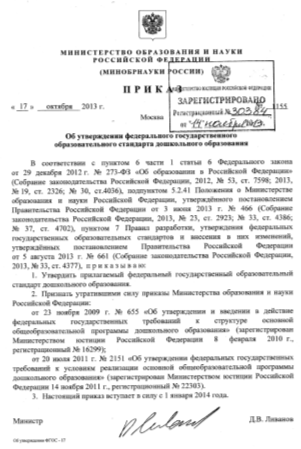 МИНИСТЕРСТВО ОБРАЗОВАНИЯ И НАУКИ
РОССИЙСКОЙ ФЕДЕРАЦИИ
(МИНОБРНАУКИ РОССИИ)
П Р И К А З
МИНИСТЕРСТВО ЮСТИЦИИ РОССИЙСКОЙ ФЕДЕРАЦИИ
ЗАРЕГИСТРИРОВАНО
Регистрационный № 30384
от 14 ноября 2013.
« 17 » октября 2013 г.
1155
Москва
Об утверждении федерального государственного
образовательного стандарта дошкольного образования
В соответствии с пунктом 6 части 1 статьи 6 Федерального закона
от 29 декабря 2012 г. № 273-ФЗ «Об образовании в Российской Федерации»
(Собрание законодательства Российской Федерации, 2012, № 53, ст. 7598; 2013,
№ 19, ст. 2326; № 30, ст.4036), подпунктом 5.2.41 Положения о Министерстве
образования и науки Российской Федерации, утверждённого постановлением
Правительства Российской Федерации от 3 июня 2013 г. № 466 (Собрание
законодательства Российской Федерации, 2013, № 23, ст. 2923; № 33, ст. 4386;
№ 37, ст. 4702), пунктом 7 Правил разработки, утверждения федеральных
государственных образовательных стандартов и внесения в них изменений,
утверждённых постановлением Правительства Российской Федерации
от 5 августа 2013 г. № 661 (Собрание законодательства Российской Федерации,
2013, № 33, ст. 4377), п р и к а з ы в а ю:
1. Утвердить прилагаемый федеральный государственный образовательный
стандарт дошкольного образования.
2. Признать утратившими силу приказы Министерства образования и науки
Российской Федерации:
от 23 ноября 2009 г. № 655 «Об утверждении и введении в действие
федеральных государственных требований к структуре основной
общеобразовательной программы дошкольного образования» (зарегистрирован
Министерством юстиции Российской Федерации 8 февраля 2010 г.,
регистрационный № 16299);
от 20 июля 2011 г. № 2151 «Об утверждении федеральных государственных
требований к условиям реализации основной общеобразовательной программы
дошкольного образования» (зарегистрирован Министерством юстиции Российской
Федерации 14 ноября 2011 г., регистрационный № 22303).
3. Настоящий приказ вступает в силу с 1 января 2014 года.
Министр
Д.В. Ливанов
Об утверждении ФГОС - 07